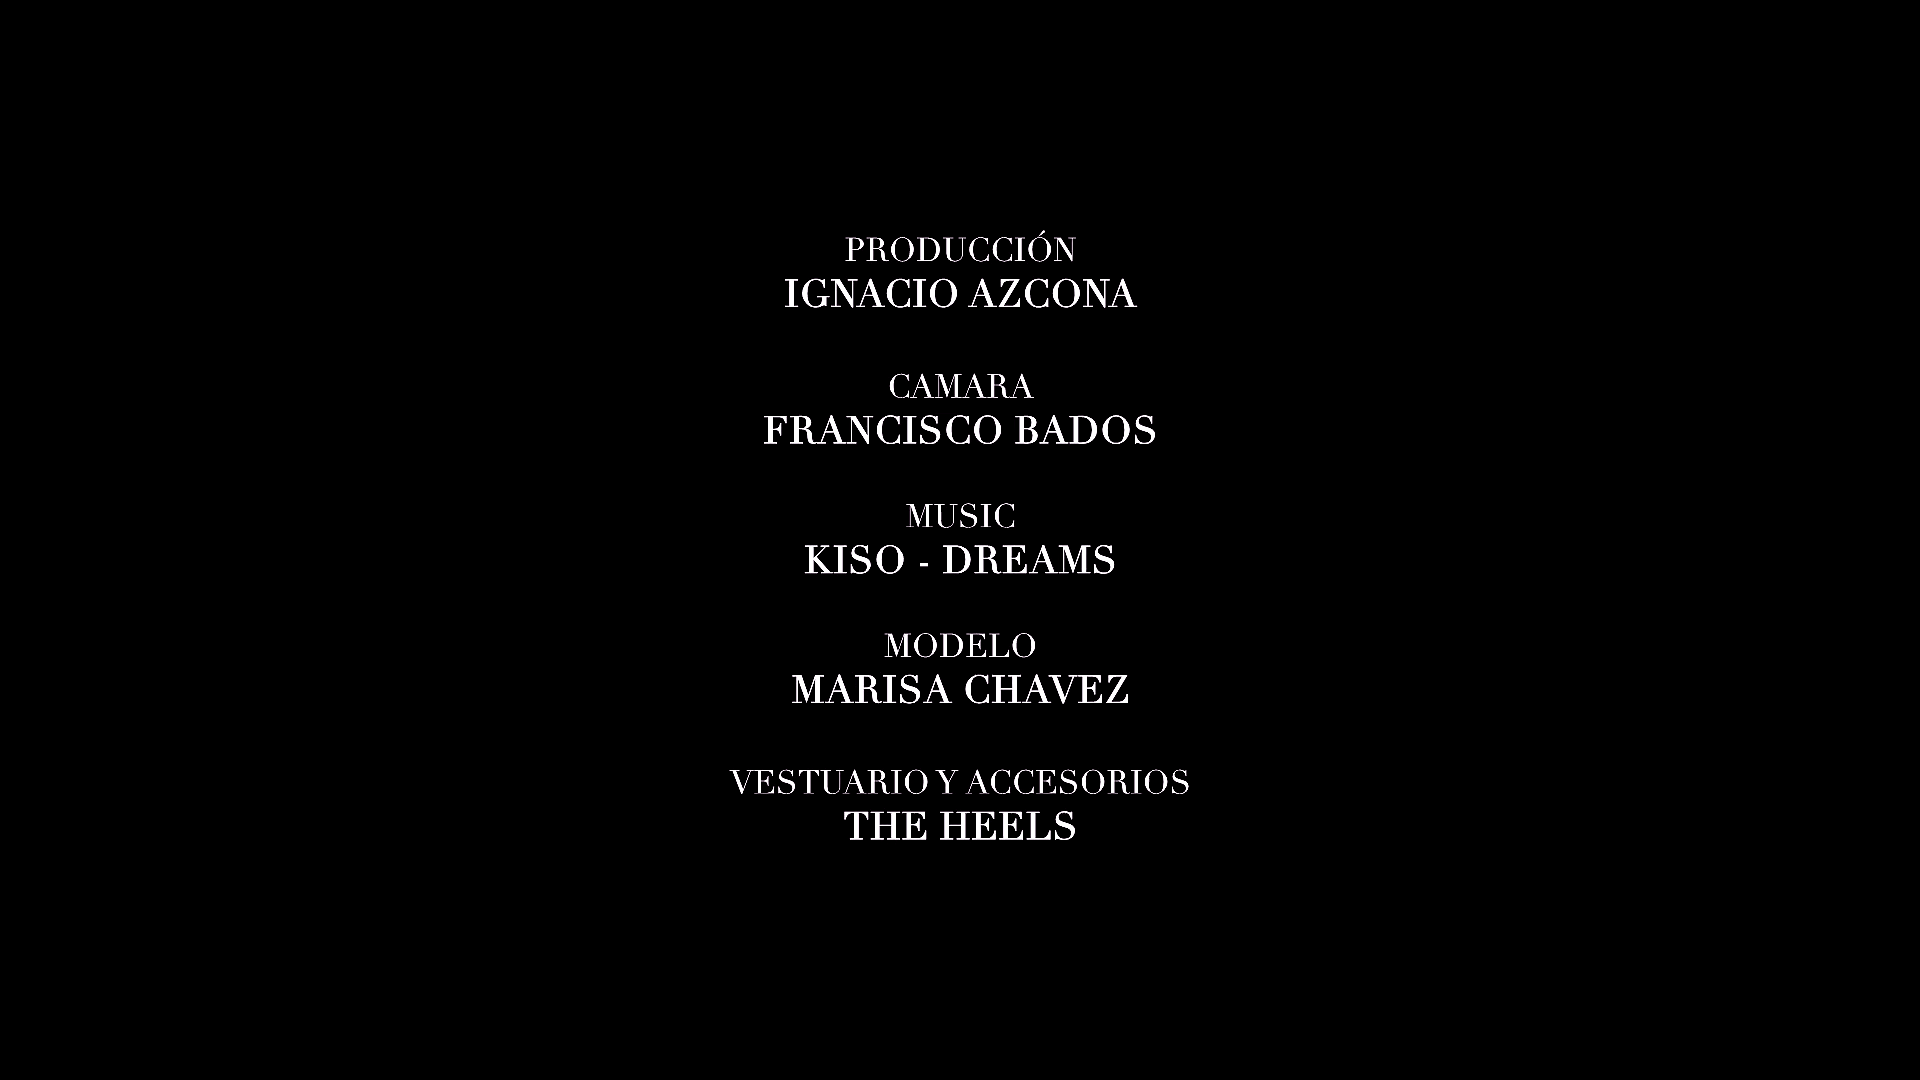 PRODUCCIÓN
IGNACIO AZCONA
CAMARA
FRANCISCO BADOS
MUSIC
KISO - DREAMS
MODELO
MARISA CHAVEZ
VESTUARIO Y ACCESORIOS
THE HEELS